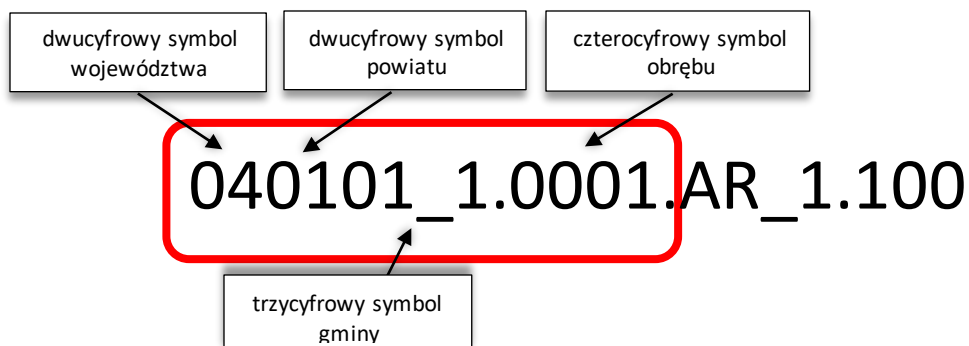 dwucyfrowy symbol
województwa
dwucyfrowy symbol
powiatu
czterocyfrowy symbol
obrębu
040101_1.0001.AR_1.100
trzycyfrowy symbol
gminy